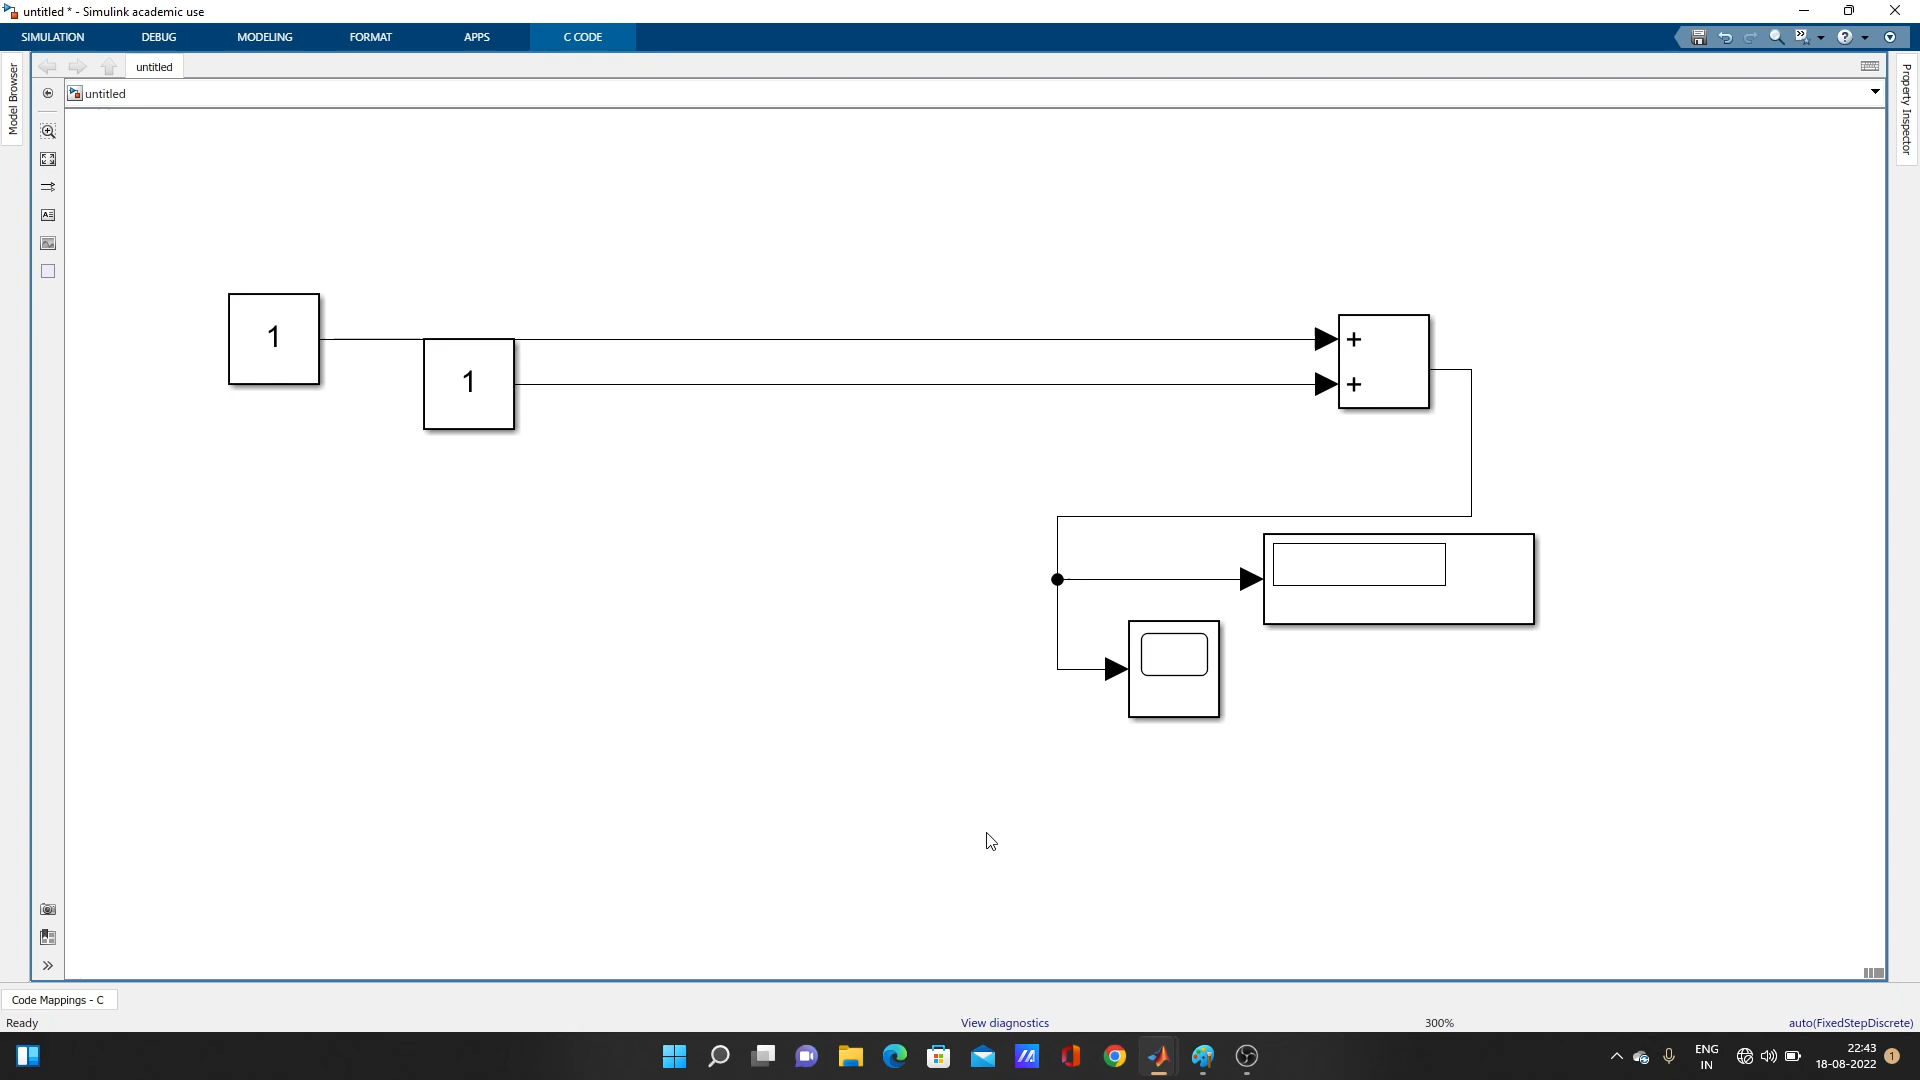 untitled * - Simulink academic use
SIMULATION DEBUG MODELING FORMAT APPS C CODE
untitled
untitled
Model Browser
Property Inspector
1
1
+
+
Code Mappings - C
Ready View diagnostics 300% auto(FixedStepDiscrete)
ENG
IN
22:43
18-08-2022
1